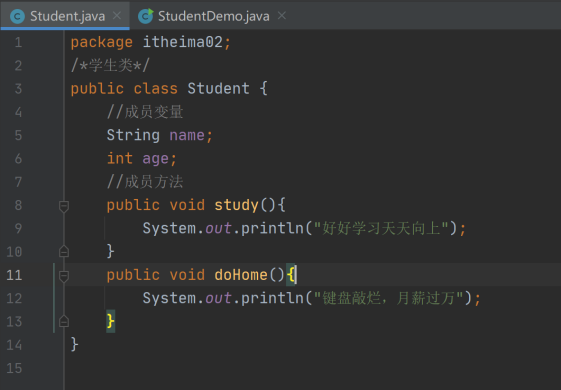 Student.java × StudentDemo.java ×
1 package itheima02;
2 /*学生类*/
3 public class Student {
4 //成员变量
5 String name;
6 int age;
7 //成员方法
8 public void study(){
9 System.out.println("好好学习天天向上");
10 }
11 public void doHome(){
12 System.out.println("键盘敲烂，月薪过万");
13 }
14 }
15